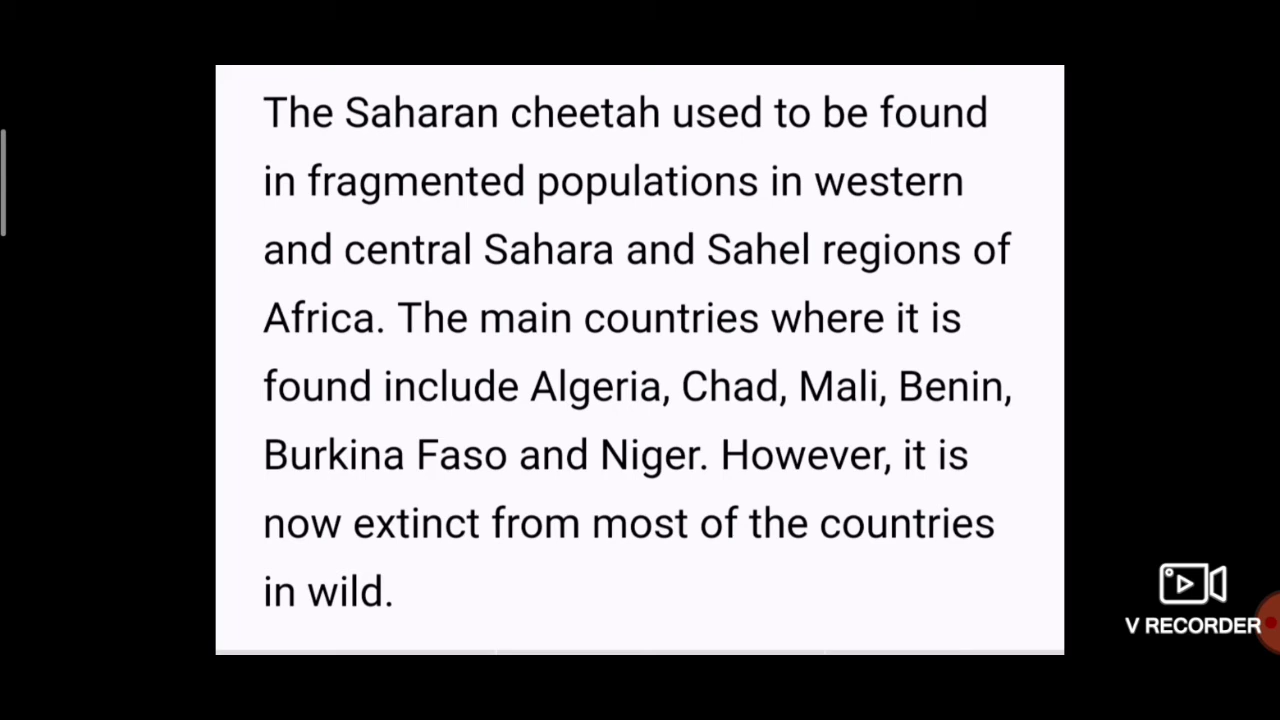 The Saharan cheetah used to be found
in fragmented populations in western
and central Sahara and Sahel regions of
Africa. The main countries where it is
found include Algeria, Chad, Mali, Benin,
Burkina Faso and Niger. However, it is
now extinct from most of the countries
in wild.
V RECORDER